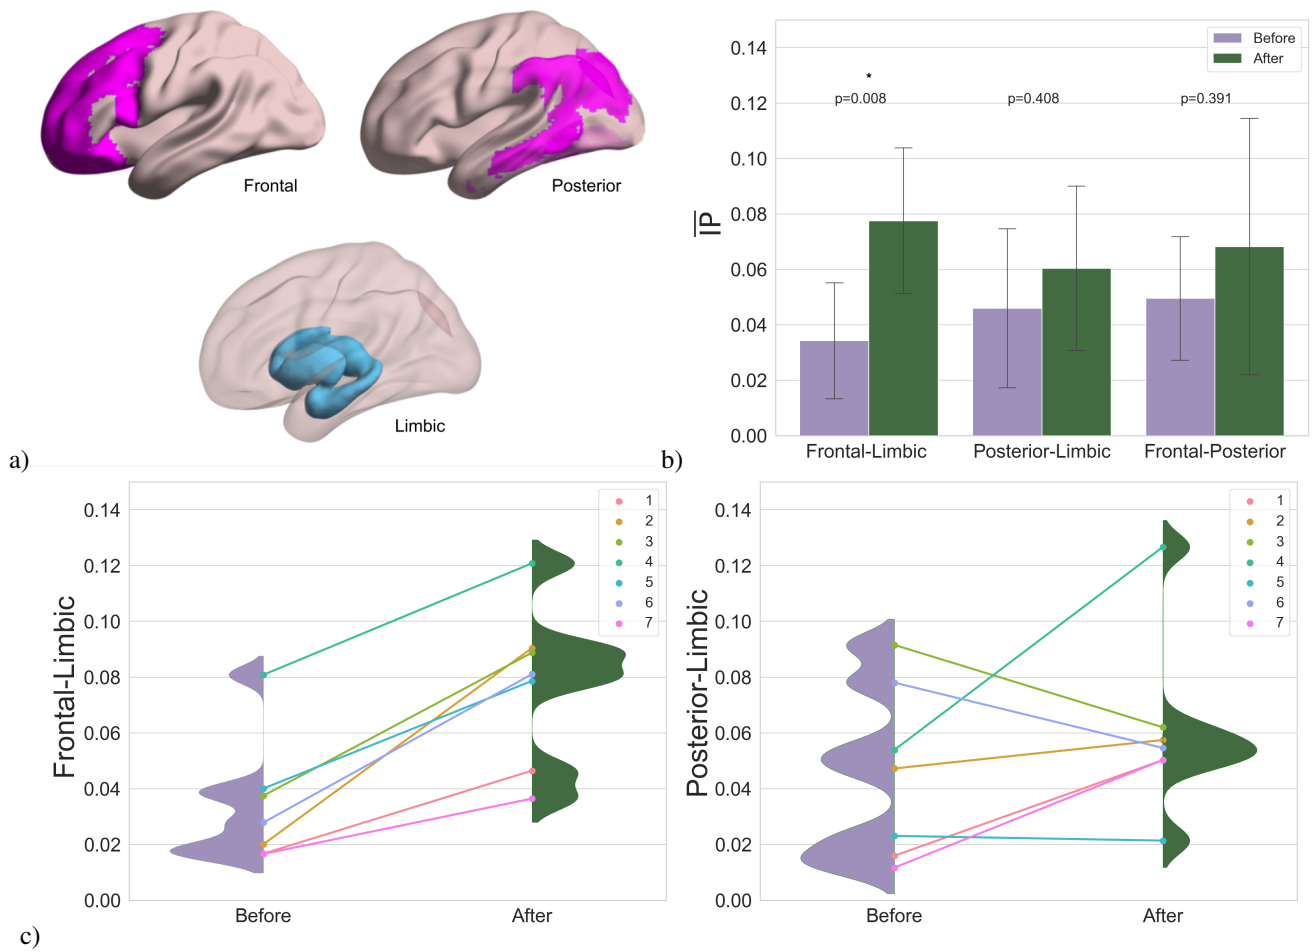 Frontal
Posterior
Limbic
a)
0.14
0.12
0.10
0.08
0.06
0.04
0.02
0.00
IP
Before
After
*
p=0.008
p=0.408
p=0.391
Frontal-Limbic
Posterior-Limbic
Frontal-Posterior
b)
0.14
0.12
0.10
0.08
0.06
0.04
0.02
0.00
Frontal-Limbic
1
2
3
4
5
6
7
Before
After
0.14
0.12
0.10
0.08
0.06
0.04
0.02
0.00
Posterior-Limbic
1
2
3
4
5
6
7
Before
After
c)